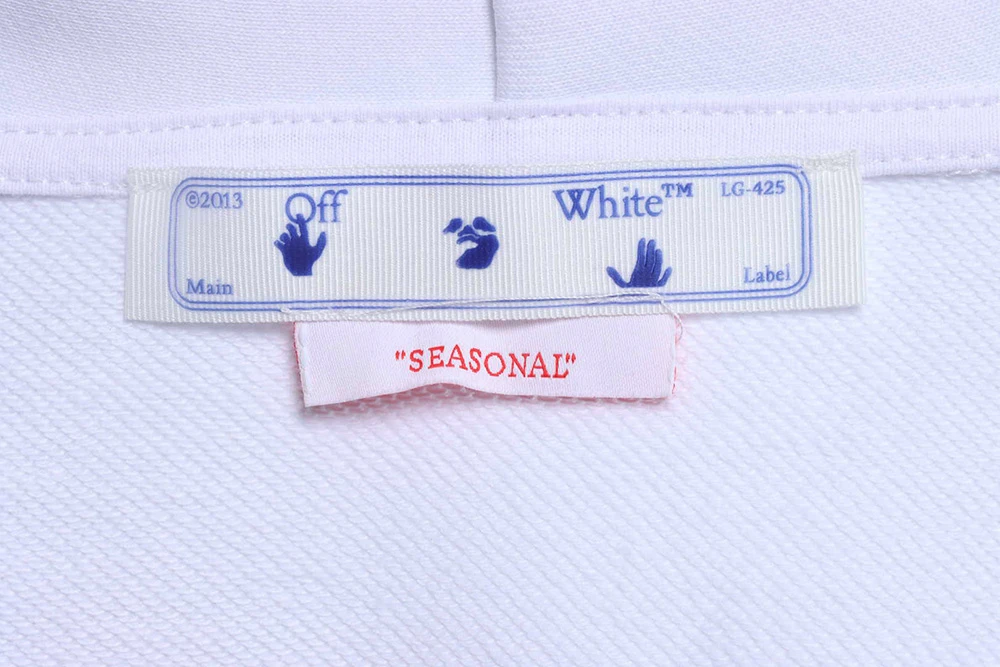 ©2013 Off White™ LG-425
Main Label
"SEASONAL"